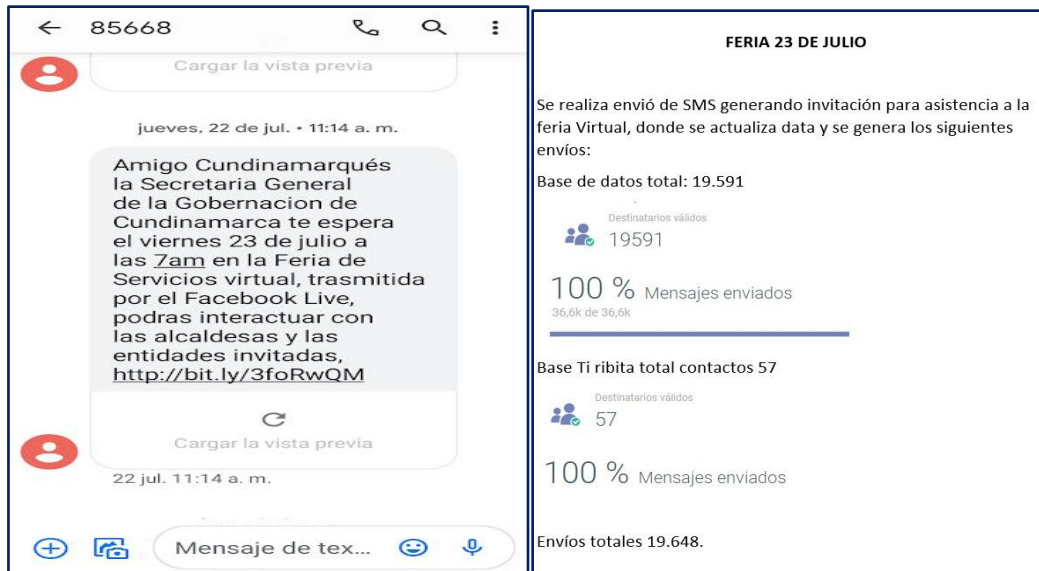 85668
Cargar la vista previa
jueves, 22 de jul. • 11:14 a. m.
Amigo Cundinamarqués
la Secretaria General
de la Gobernacion de
Cundinamarca te espera
el viernes 23 de julio a
las 7am en la Feria de
Servicios virtual, trasmitida
por el Facebook Live,
podras interactuar con
las alcaldesas y las
entidades invitadas,
http://bit.ly/3foRwQM
Cargar la vista previa
22 jul. 11:14 a. m.
Mensaje de tex...
FERIA 23 DE JULIO
Se realiza envió de SMS generando invitación para asistencia a la
feria Virtual, donde se actualiza data y se genera los siguientes
envíos:
Base de datos total: 19.591
Destinatarios válidos
19591
100 % Mensajes enviados
36,6k de 36,6k
Base Ti ribita total contactos 57
Destinatarios válidos
57
100 % Mensajes enviados
Envíos totales 19.648.